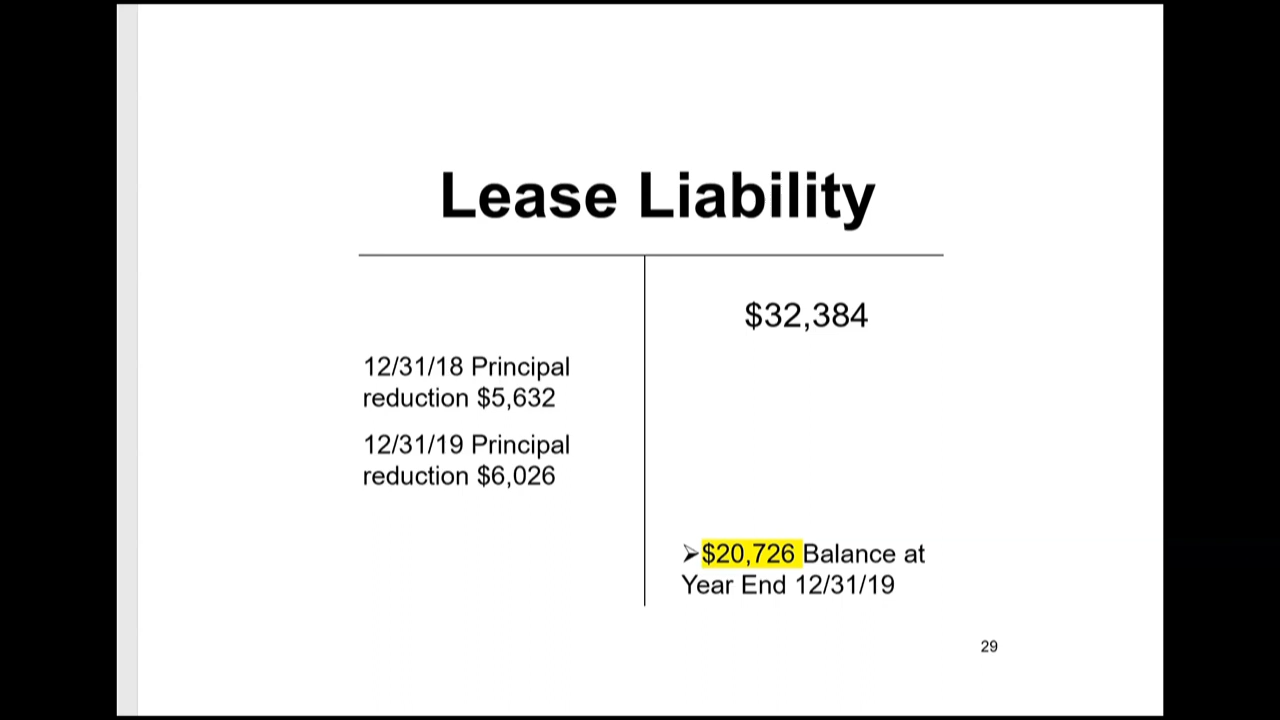 Lease Liability
$32,384
12/31/18 Principal
reduction $5,632
12/31/19 Principal
reduction $6,026
➢$20,726 Balance at
Year End 12/31/19
29